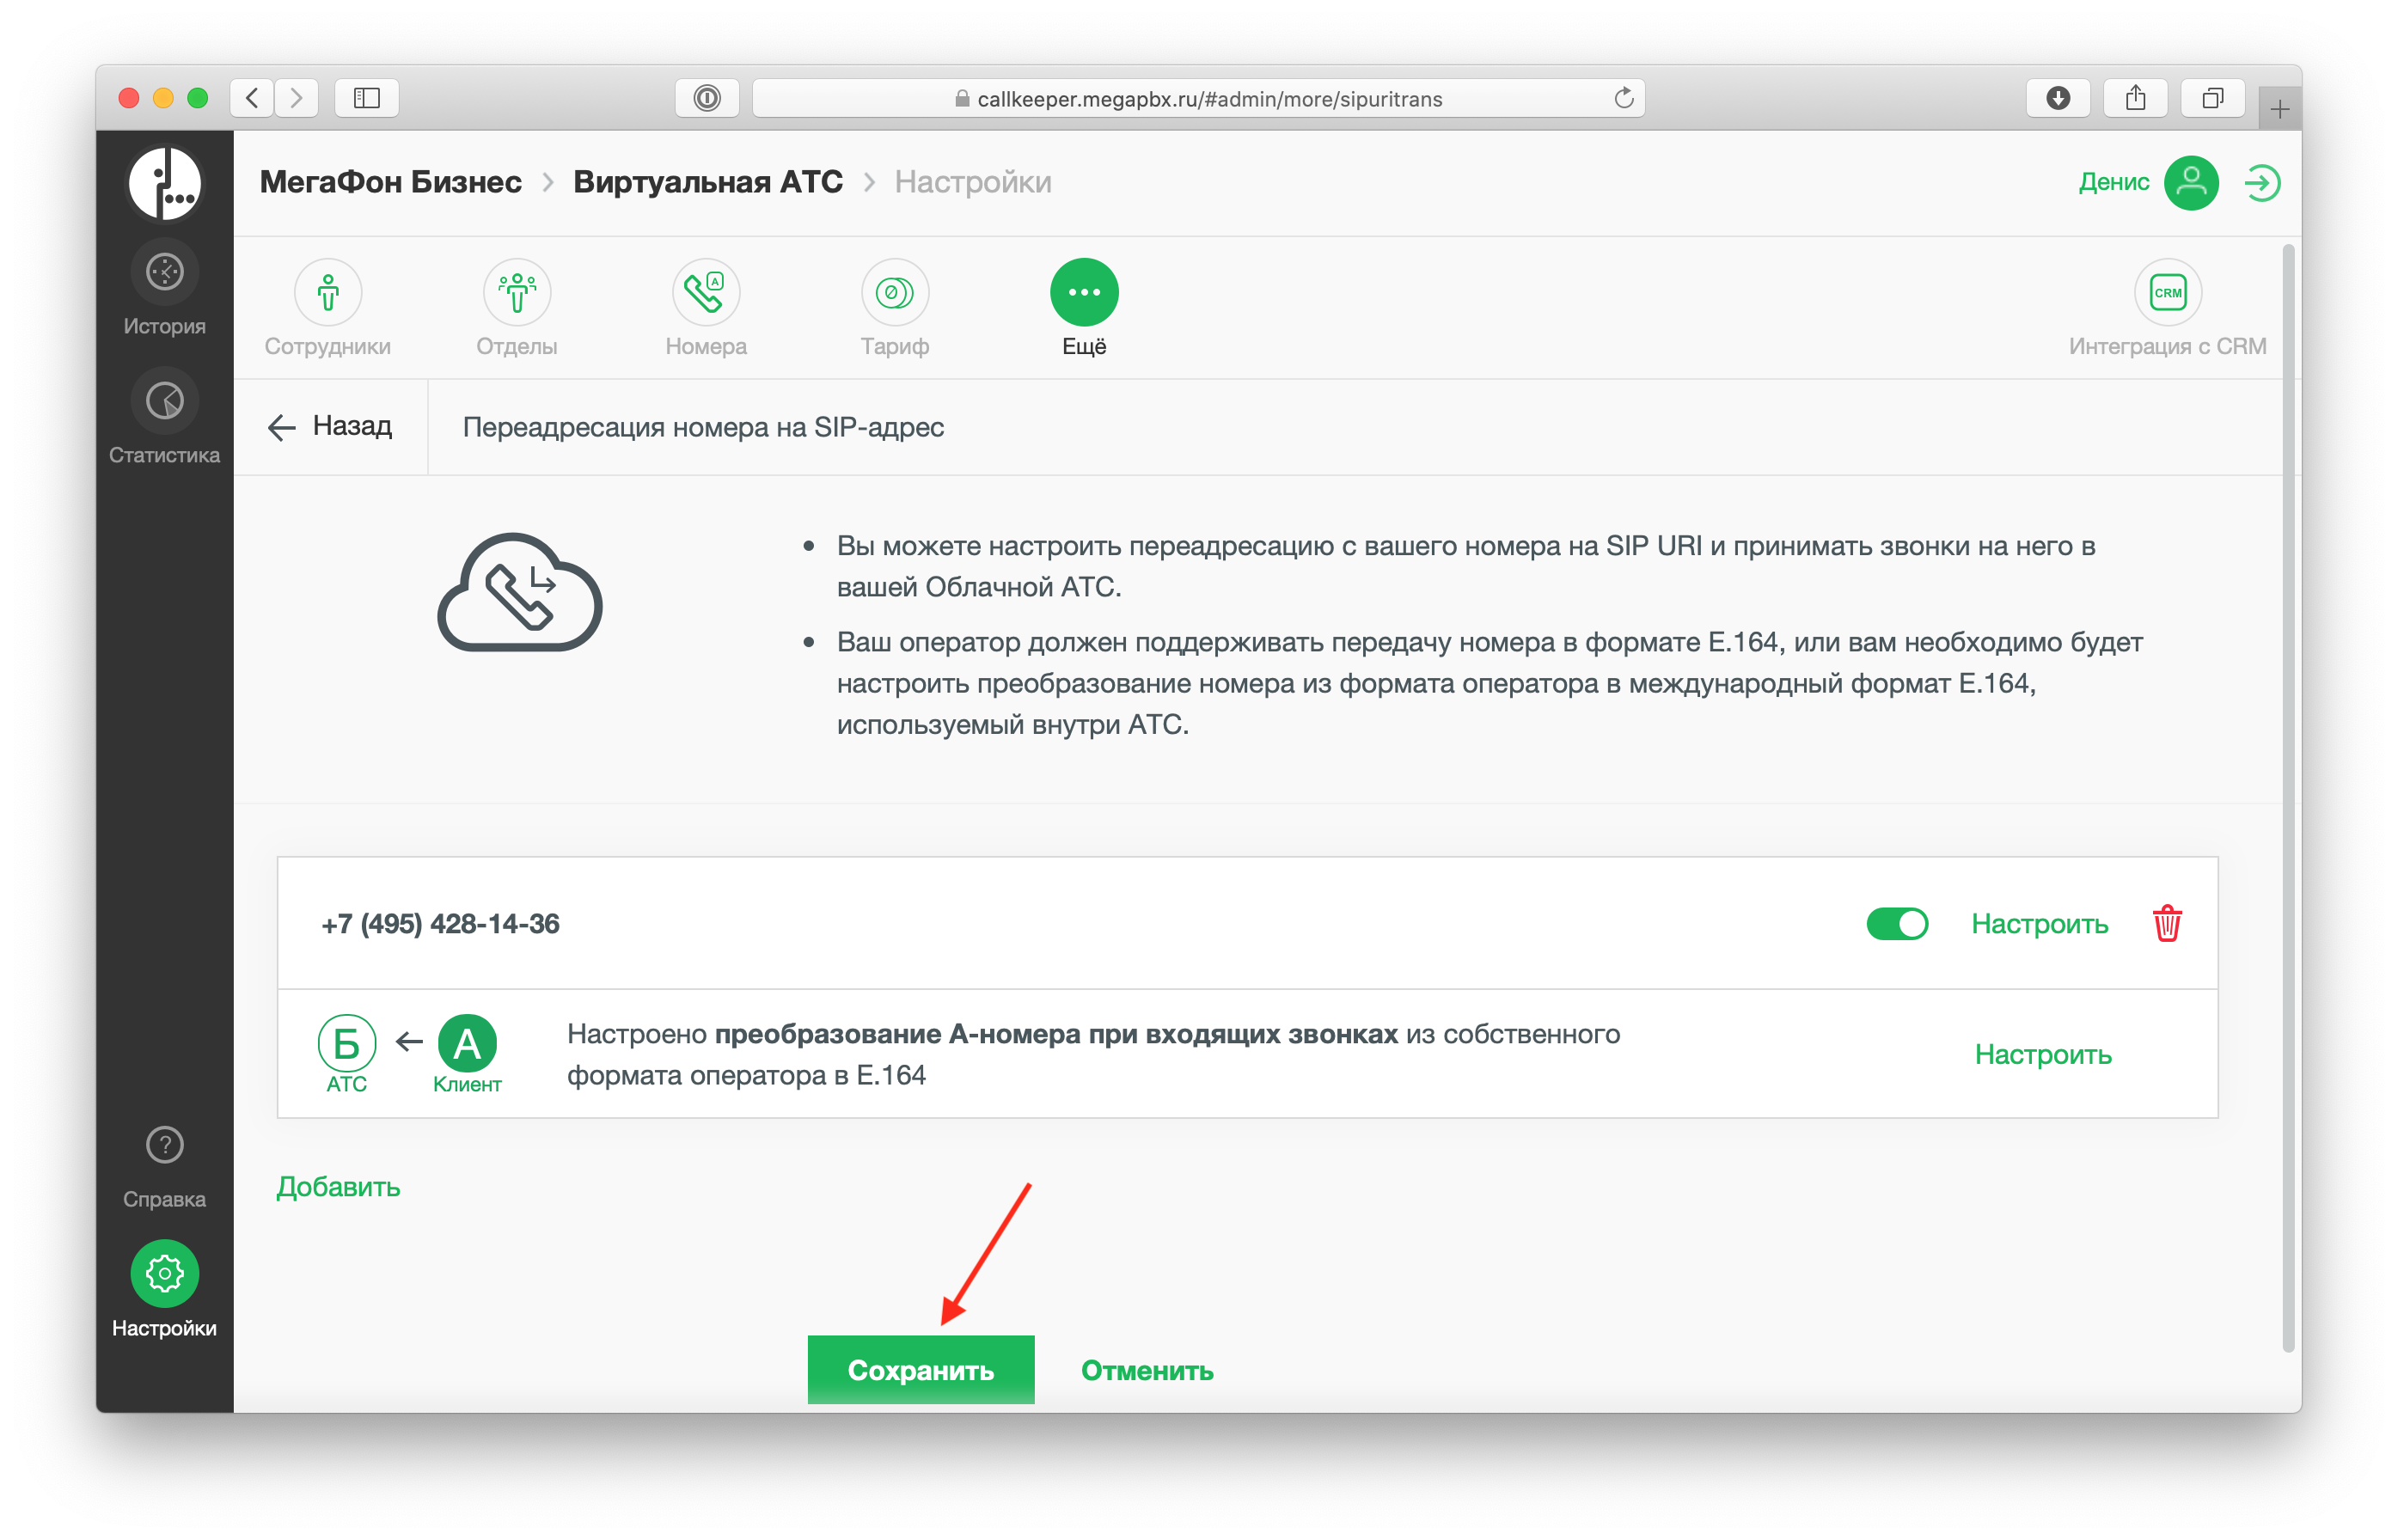 callkeeper.megapbx.ru/#admin/more/sipuritrans
МегаФон Бизнес > Виртуальная АТС > Настройки
Денис
История
Статистика
Справка
Настройки
Сотрудники
Отделы
A
Номера
Тариф
Ещё
CRM
Интеграция с CRM
Назад
Переадресация номера на SIP-адрес
• Вы можете настроить переадресацию с вашего номера на SIP URI и принимать звонки на него в
вашей Облачной АТС.
• Ваш оператор должен поддерживать передачу номера в формате E.164, или вам необходимо будет
настроить преобразование номера из формата оператора в международный формат E.164,
используемый внутри АТС.
+7 (495) 428-14-36
Настроить
Б
АТС
А
Клиент
Настроено преобразование А-номера при входящих звонках из собственного
формата оператора в E.164
Настроить
Добавить
Сохранить
Отменить